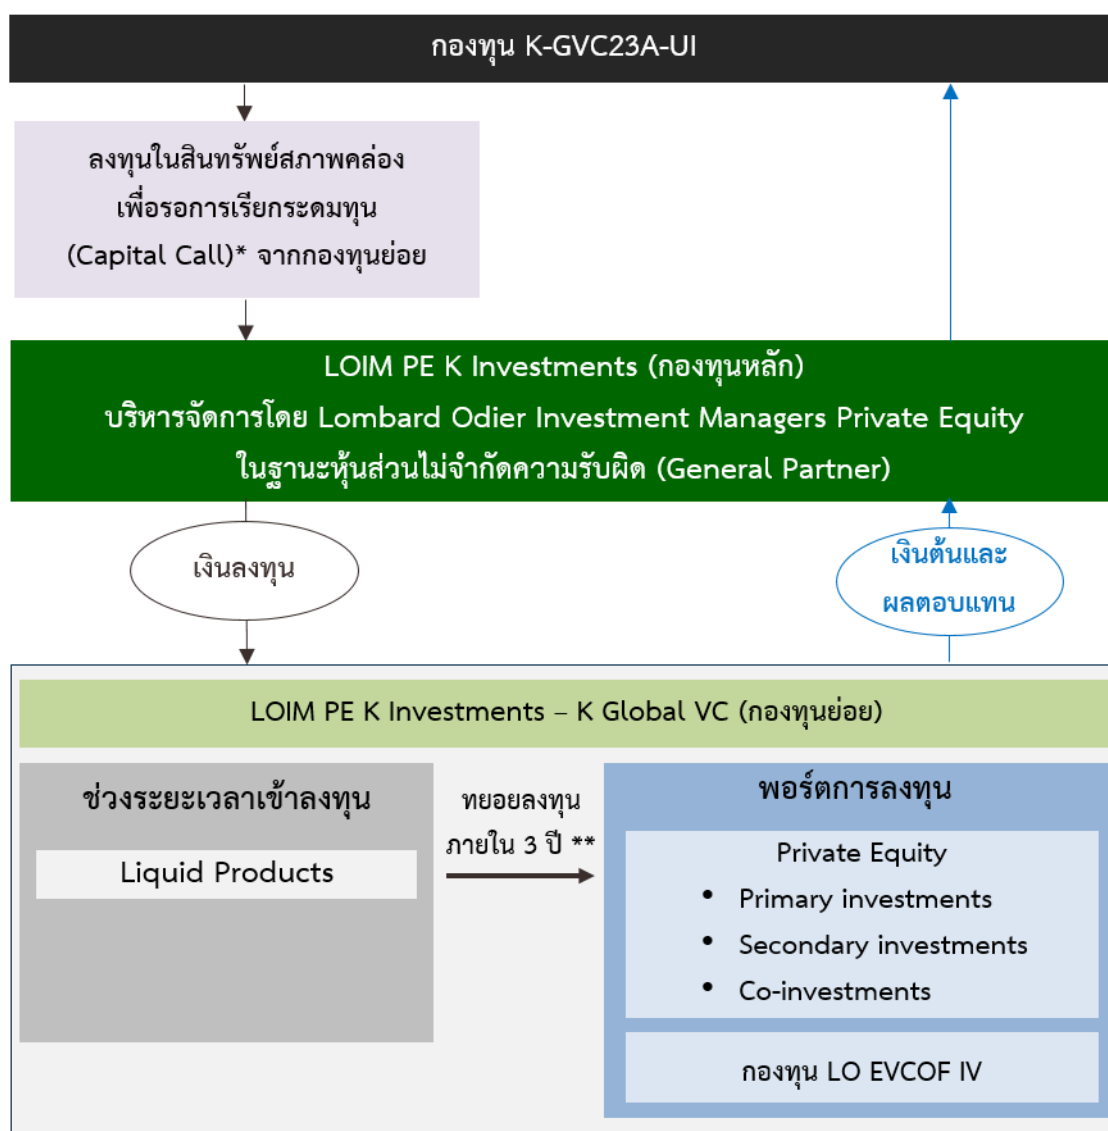 กองทุน K-GVC23A-UI
ลงทุนในสินทรัพย์สภาพคล่อง
เพื่อรอการเรียกระดมทุน
(Capital Call)* จากกองทุนย่อย
LOIM PE K Investments (กองทุนหลัก)
บริหารจัดการโดย Lombard Odier Investment Managers Private Equity
ในฐานะหุ้นส่วนไม่จำกัดความรับผิด (General Partner)
เงินลงทุน
เงินต้นและ
ผลตอบแทน
LOIM PE K Investments – K Global VC (กองทุนย่อย)
ช่วงระยะเวลาเข้าลงทุน
Liquid Products
ทยอยลงทุน
ภายใน 3 ปี **
พอร์ตการลงทุน
Private Equity
• Primary investments
• Secondary investments
• Co-investments
กองทุน LO EVCOF IV